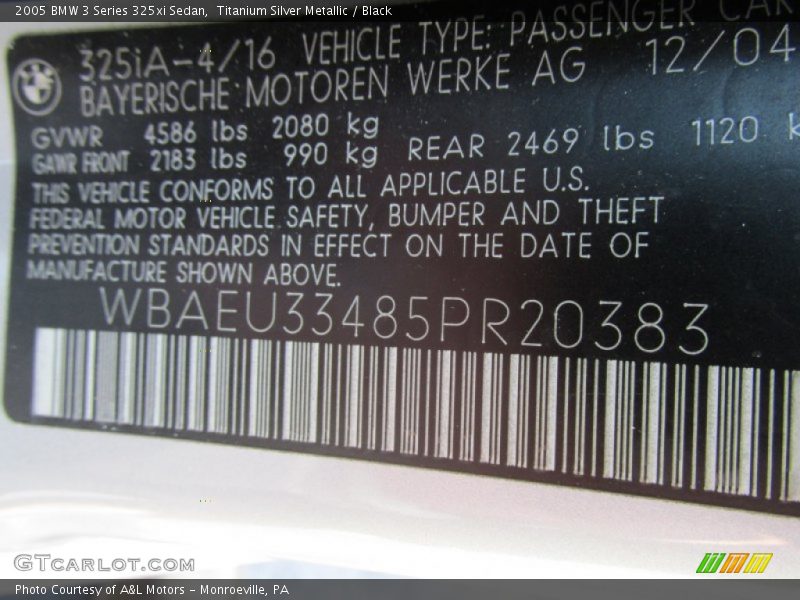 2005 BMW 3 Series 325xi Sedan,  Titanium Silver Metallic / Black
325iA-4/16 VEHICLE TYPE: PASSENGER CAR
BAYERISCHE MOTOREN WERKE AG 12/04
GVWR 4586 lbs 2080 kg
GAWR FRONT 2183 lbs 990 kg REAR 2469 lbs 1120 k
THIS VEHICLE CONFORMS TO ALL APPLICABLE U.S.
FEDERAL MOTOR VEHICLE SAFETY, BUMPER AND THEFT
PREVENTION STANDARDS IN EFFECT ON THE DATE OF
MANUFACTURE SHOWN ABOVE.
WBAEU33485PR20383
GTCARLOT.COM
Photo Courtesy of A&L Motors - Monroeville, PA